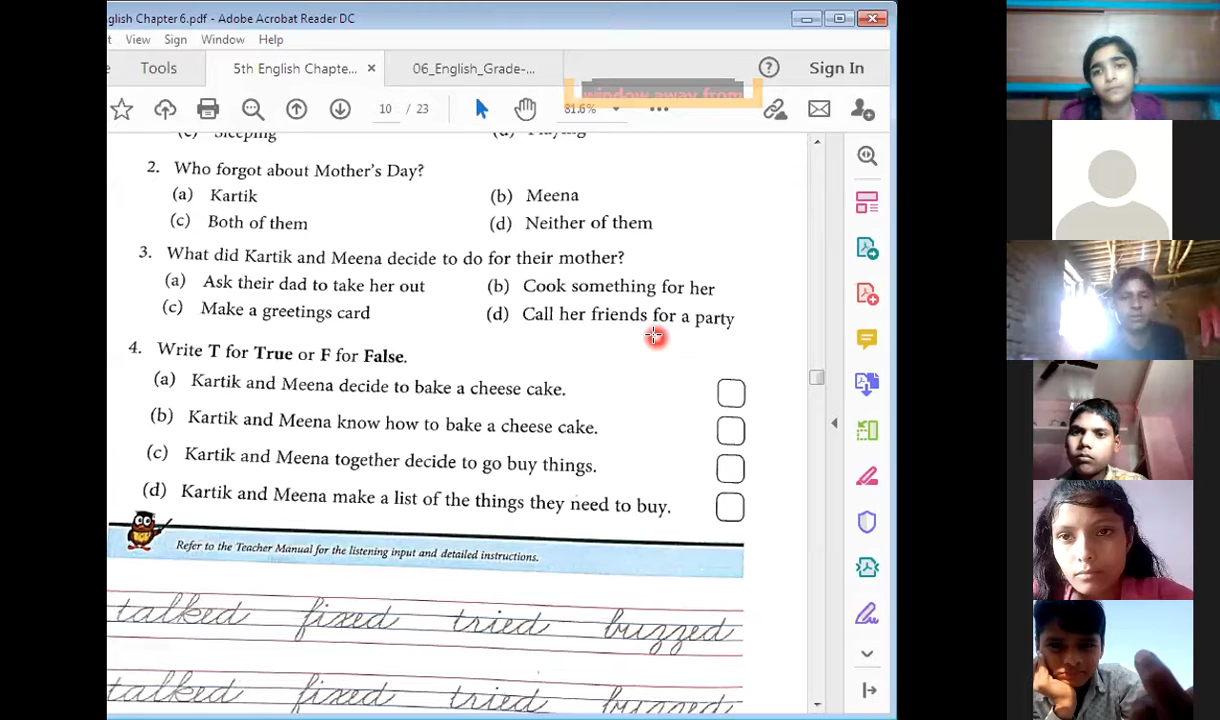 glish Chapter 6.pdf - Adobe Acrobat Reader DC
View Sign Window Help
Tools 5th English Chapte... × 06_English_Grade-... Sign In
window away from
10 / 23 81.6%
(c) Sleeping (d) Playing
2. Who forgot about Mother's Day?
(a) Kartik (b) Meena
(c) Both of them (d) Neither of them
3. What did Kartik and Meena decide to do for their mother?
(a) Ask their dad to take her out (b) Cook something for her
(c) Make a greetings card (d) Call her friends for a party
4. Write T for True or F for False.
(a) Kartik and Meena decide to bake a cheese cake.
(b) Kartik and Meena know how to bake a cheese cake.
(c) Kartik and Meena together decide to go buy things.
(d) Kartik and Meena make a list of the things they need to buy.
Refer to the Teacher Manual for the listening input and detailed instructions.
talked fixed tried buzzed
talked fixed tried buzzed